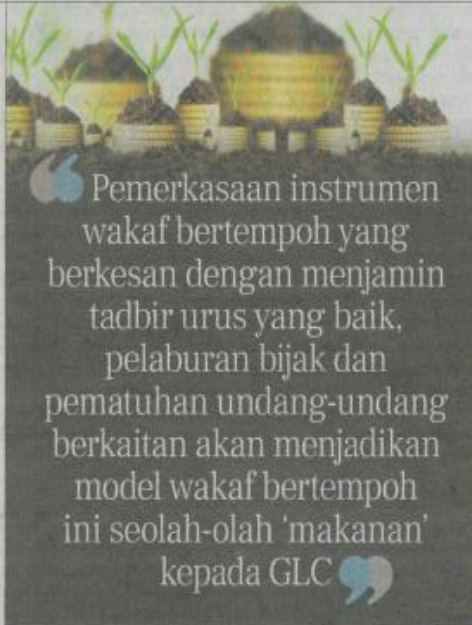 “ Pemerkasaan instrumen
wakaf bertempoh yang
berkesan dengan menjamin
tadbir urus yang baik,
pelaburan bijak dan
pematuhan undang-undang
berkaitan akan menjadikan
model wakaf bertempoh
ini seolah-olah ‘makanan’
kepada GLC ”